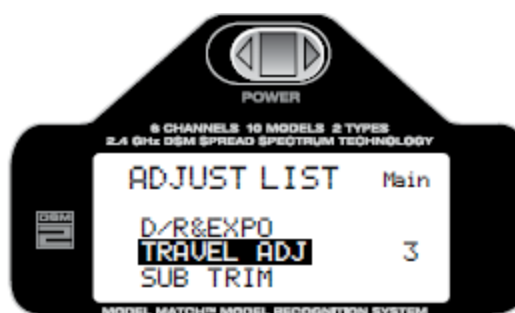 POWER
6 CHANNELS 10 MODELS 2 TYPES
2.4 GHz DSM SPREAD SPECTRUM TECHNOLOGY
ADJUST LIST Main
DSM
2
D/R&EXPO
TRAVEL ADJ 3
SUB TRIM
MODEL MATCH™ MODEL RECOGNITION SYSTEM